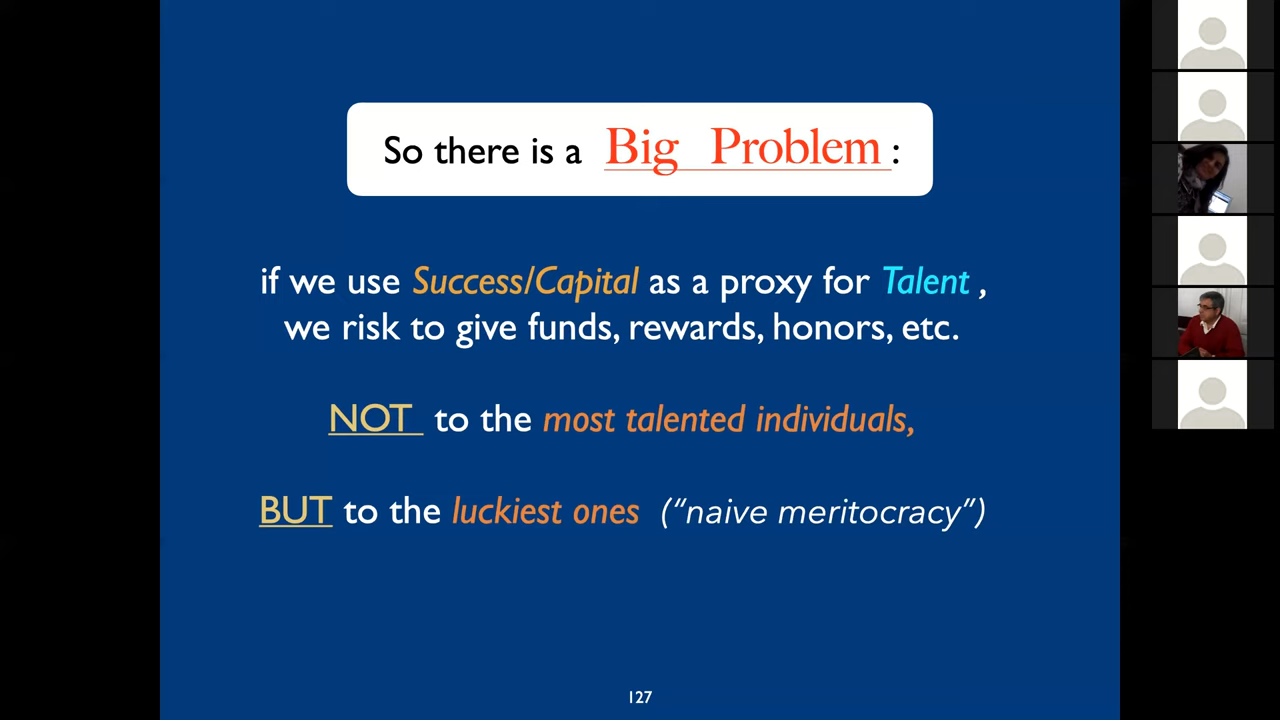 So there is a Big Problem :
if we use Success/Capital as a proxy for Talent ,
we risk to give funds, rewards, honors, etc.
NOT to the most talented individuals,
BUT to the luckiest ones (“naive meritocracy”)
127